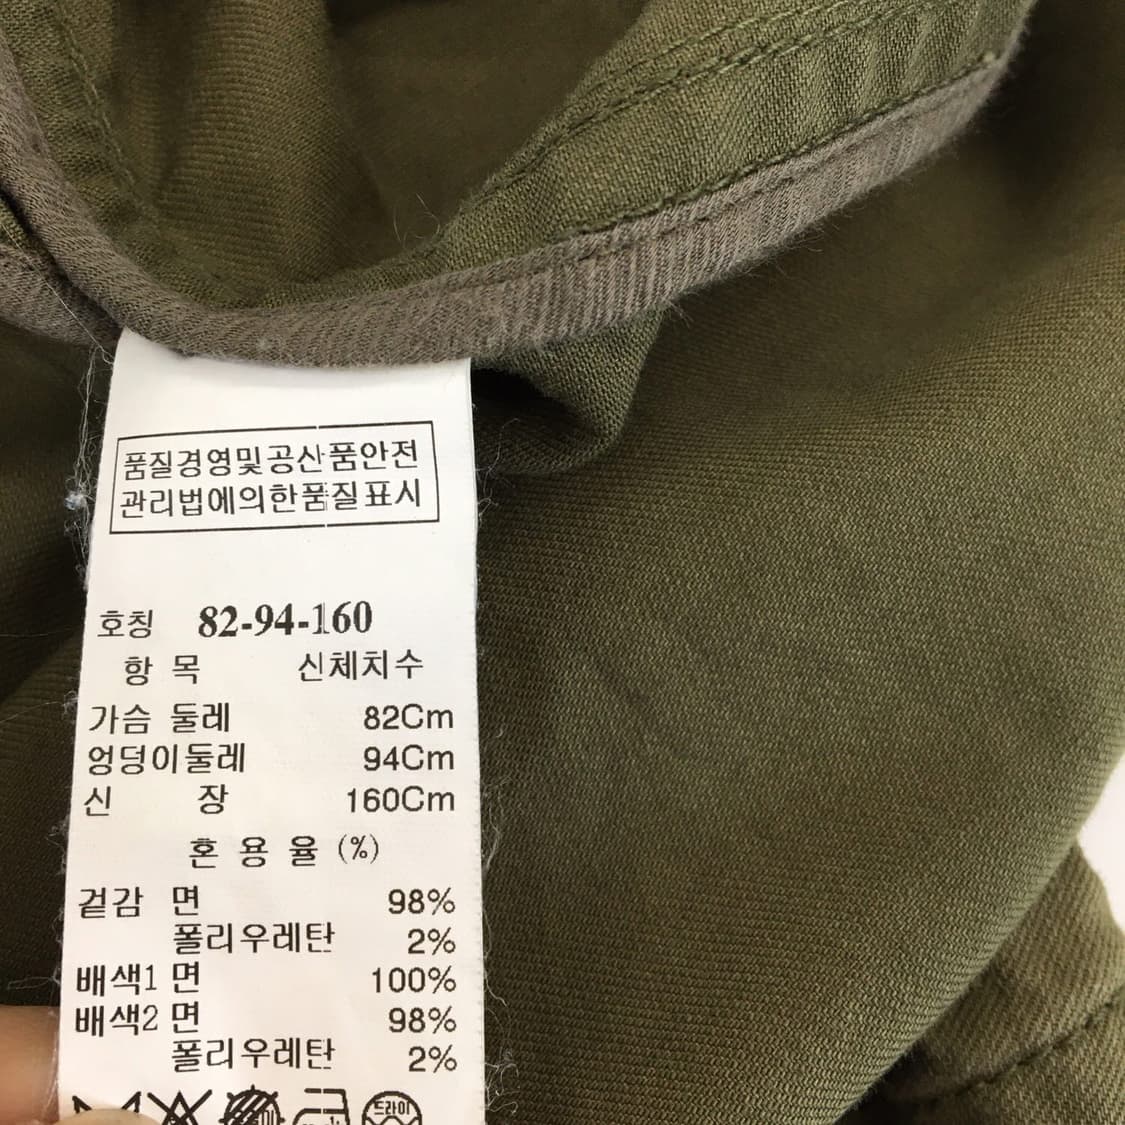 품질경영및공산품안전
관리법에의한품질표시
호칭 82-94-160
항 목 신체치수
가슴 둘레 82Cm
엉덩이둘레 94Cm
신 장 160Cm
혼 용 율 (%)
겉감 면 98%
폴리우레탄 2%
배색1 면 100%
배색2 면 98%
폴리우레탄 2%
드라이